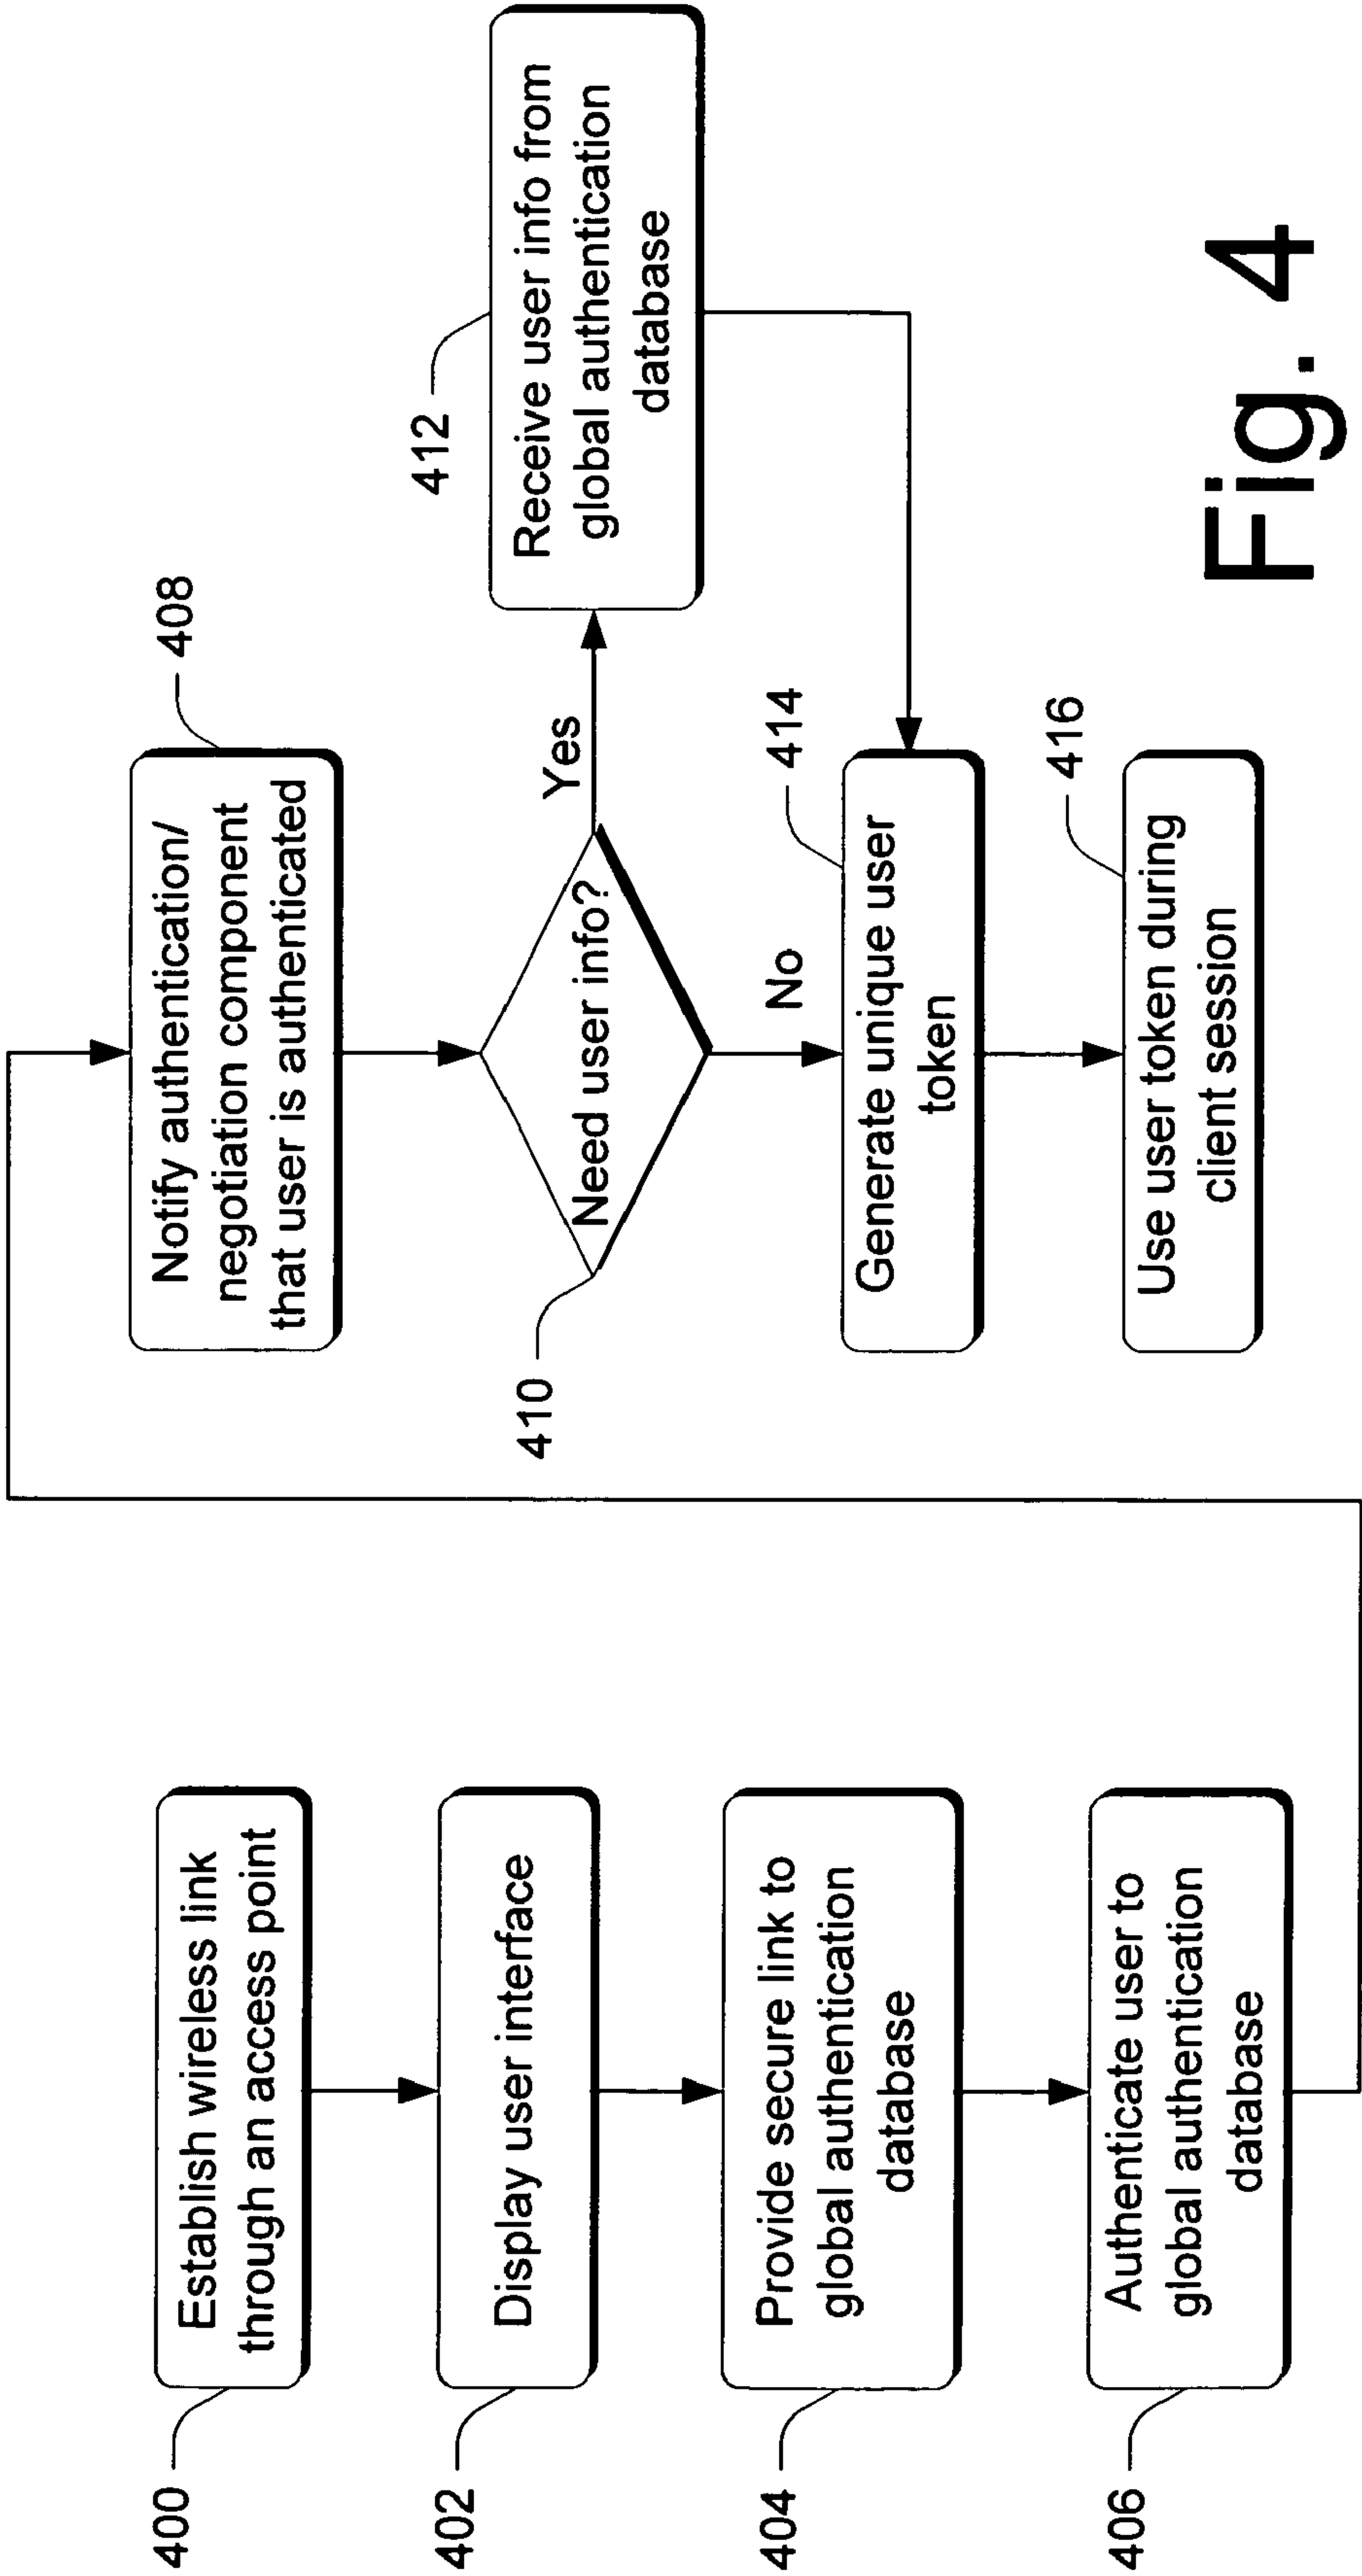 400
Establish wireless link
through an access point
402
Display user interface
404
Provide secure link to
global authentication
database
406
Authenticate user to
global authentication
database
408
Notify authentication/
negotiation component
that user is authenticated
410
Need user info?
Yes
No
412
Receive user info from
global authentication
database
414
Generate unique user
token
416
Use user token during
client session
Fig. 4